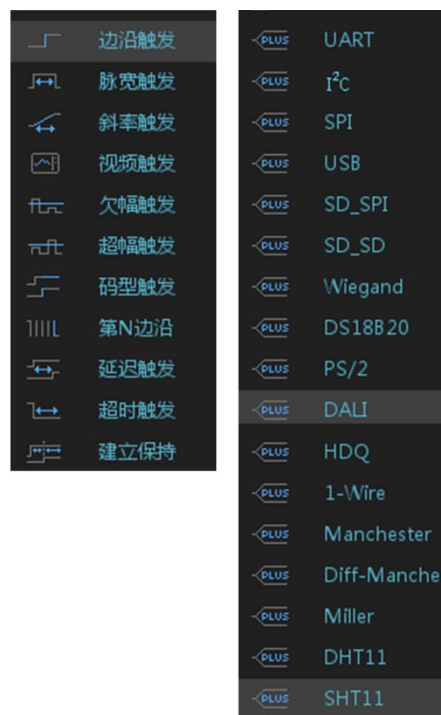 边沿触发
脉宽触发
斜率触发
视频触发
欠幅触发
超幅触发
码型触发
第N边沿
延迟触发
超时触发
建立保持
PLUS UART
PLUS I²C
PLUS SPI
PLUS USB
PLUS SD_SPI
PLUS SD_SD
PLUS Wiegand
PLUS DS18B20
PLUS PS/2
PLUS DALI
PLUS HDQ
PLUS 1-Wire
PLUS Manchester
PLUS Diff-Manche
PLUS Miller
PLUS DHT11
PLUS SHT11